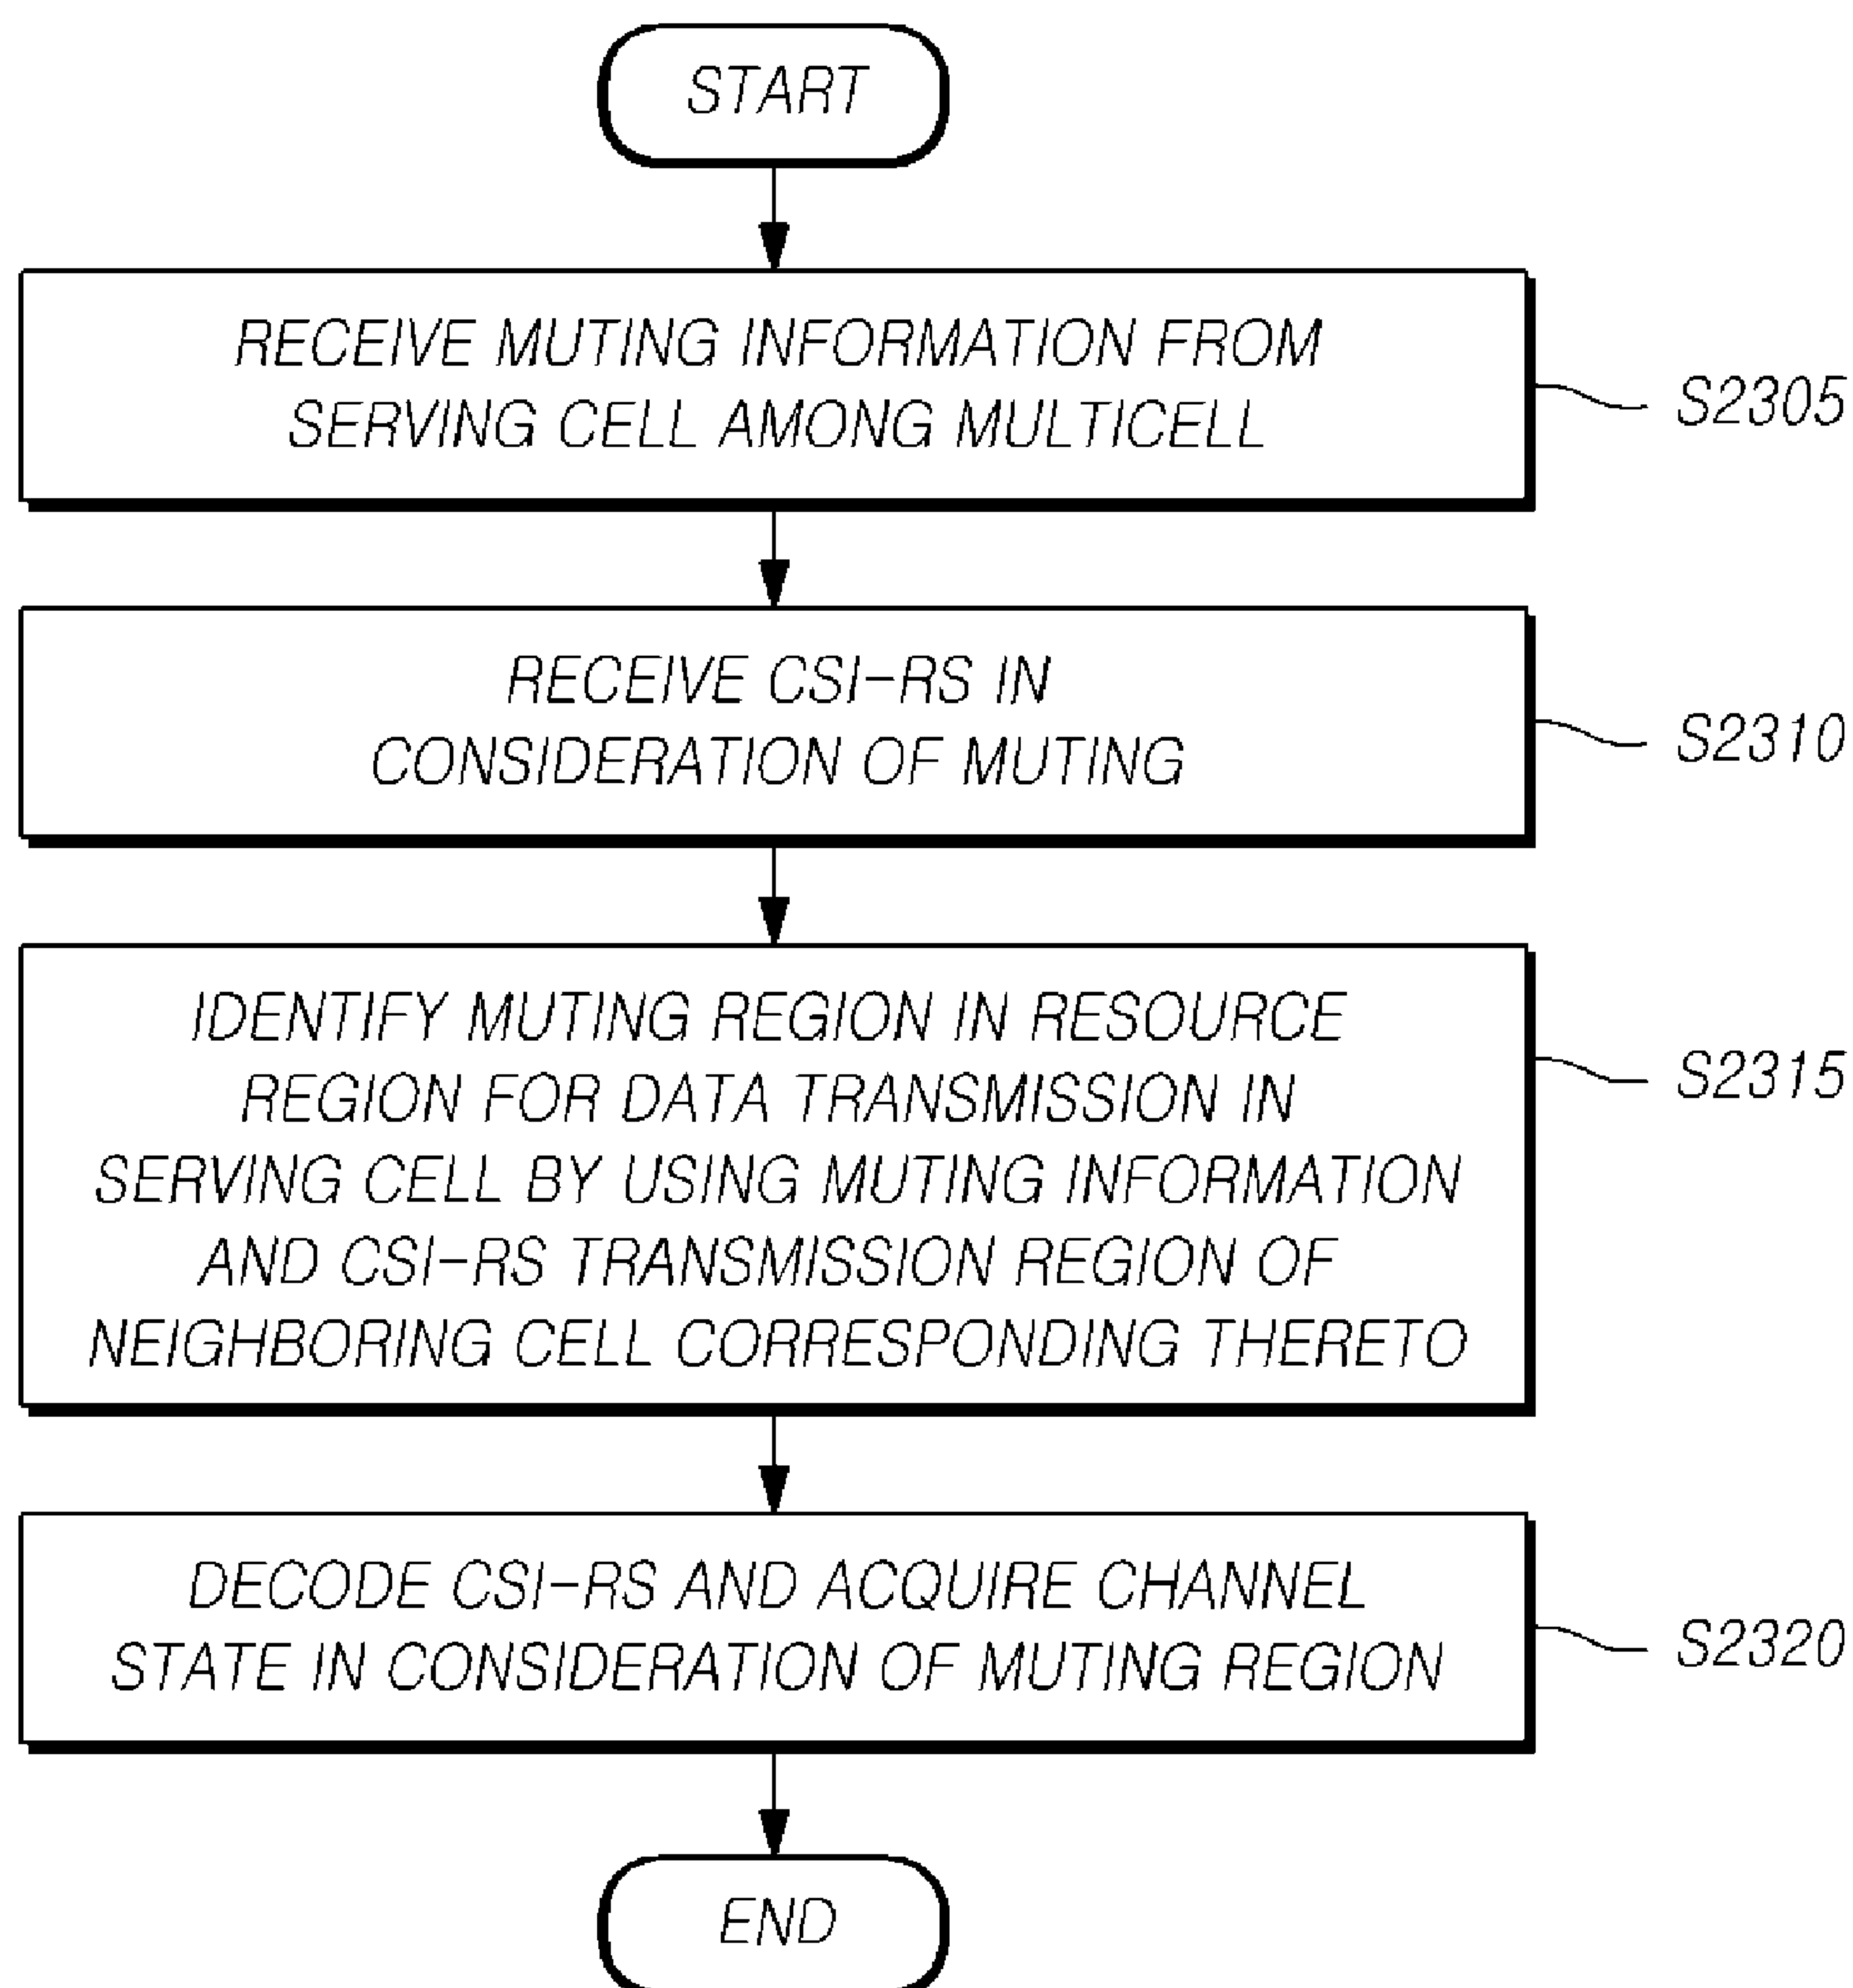 START
RECEIVE MUTING INFORMATION FROM
SERVING CELL AMONG MULTICELL
S2305
RECEIVE CSI-RS IN
CONSIDERATION OF MUTING
S2310
IDENTIFY MUTING REGION IN RESOURCE
REGION FOR DATA TRANSMISSION IN
SERVING CELL BY USING MUTING INFORMATION
AND CSI-RS TRANSMISSION REGION OF
NEIGHBORING CELL CORRESPONDING THERETO
S2315
DECODE CSI-RS AND ACQUIRE CHANNEL
STATE IN CONSIDERATION OF MUTING REGION
S2320
END